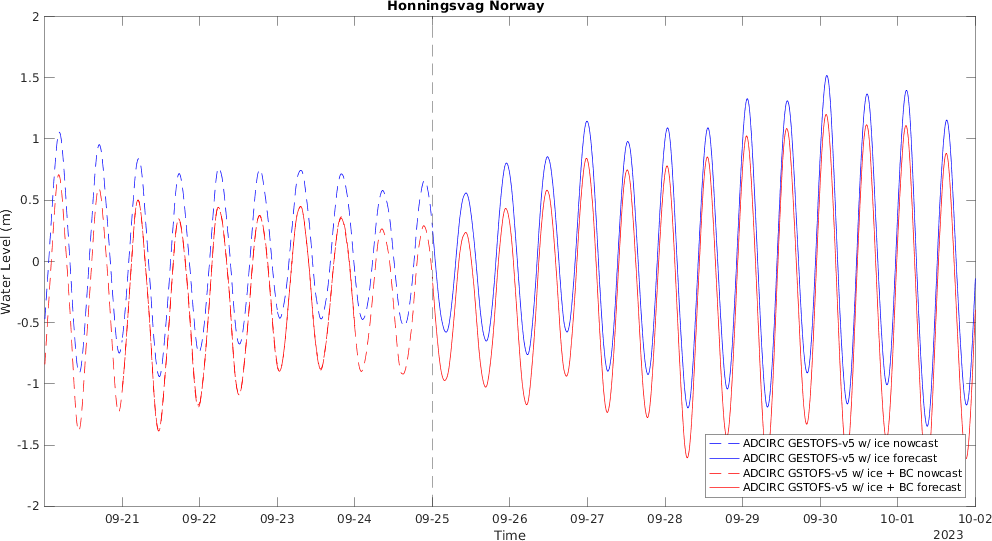 Honningsvag Norway
2
1.5
1
0.5
0
-0.5
-1
-1.5
-2
Water Level (m)
ADCIRC GESTOFS-v5 w/ ice nowcast
ADCIRC GESTOFS-v5 w/ ice forecast
ADCIRC GSTOFS-v5 w/ ice + BC nowcast
ADCIRC GSTOFS-v5 w/ ice + BC forecast
09-21 09-22 09-23 09-24 09-25 09-26 09-27 09-28 09-29 09-30 10-01 10-02
Time
2023